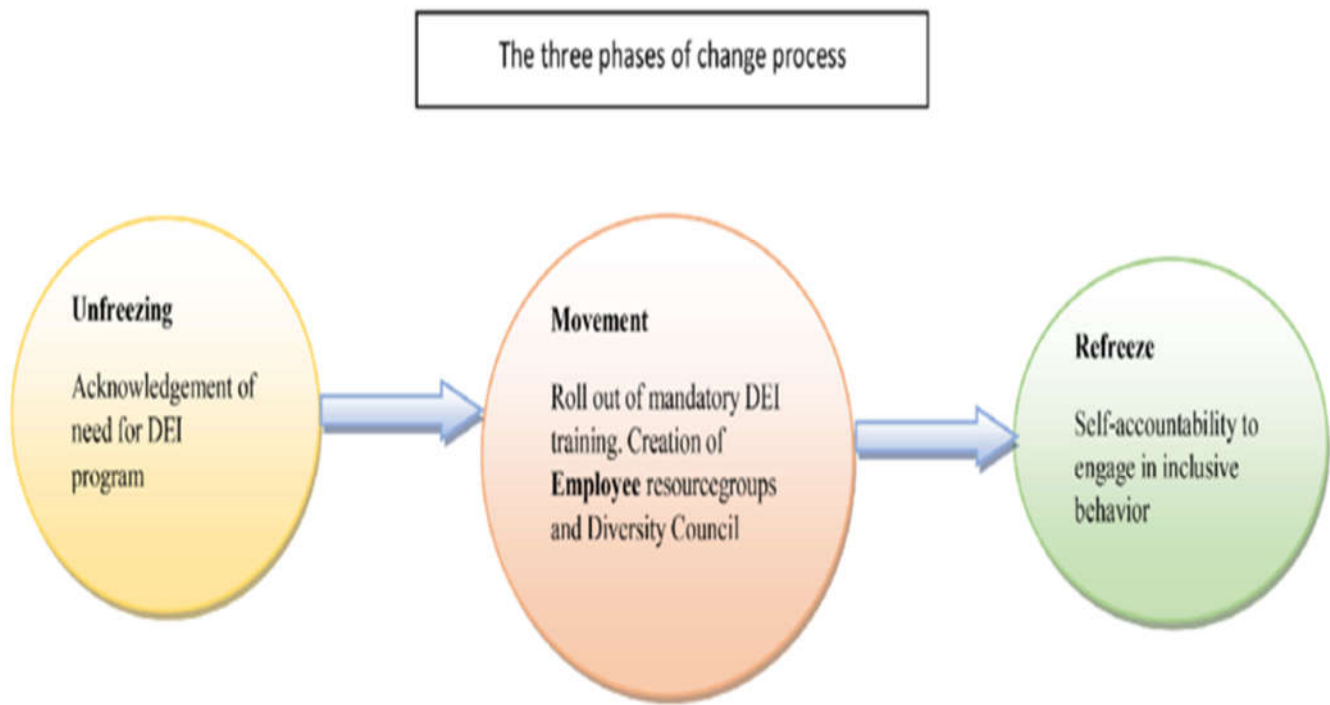 The three phases of change process
Unfreezing
Acknowledgement of
need for DEI
program
Movement
Roll out of mandatory DEI
training. Creation of
Employee resourcegroups
and Diversity Council
Refreeze
Self-accountability to
engage in inclusive
behavior